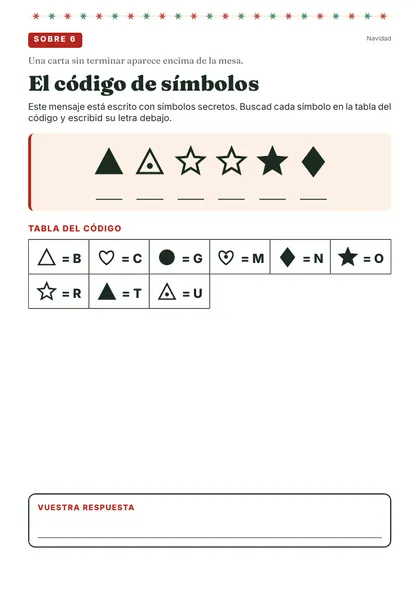 SOBRE 6
Navidad
Una carta sin terminar aparece encima de la mesa.
El código de símbolos
Este mensaje está escrito con símbolos secretos. Buscad cada símbolo en la tabla del
código y escribid su letra debajo.
TABLA DEL CÓDIGO
= B = C = G = M = N = O
= R = T = U
VUESTRA RESPUESTA